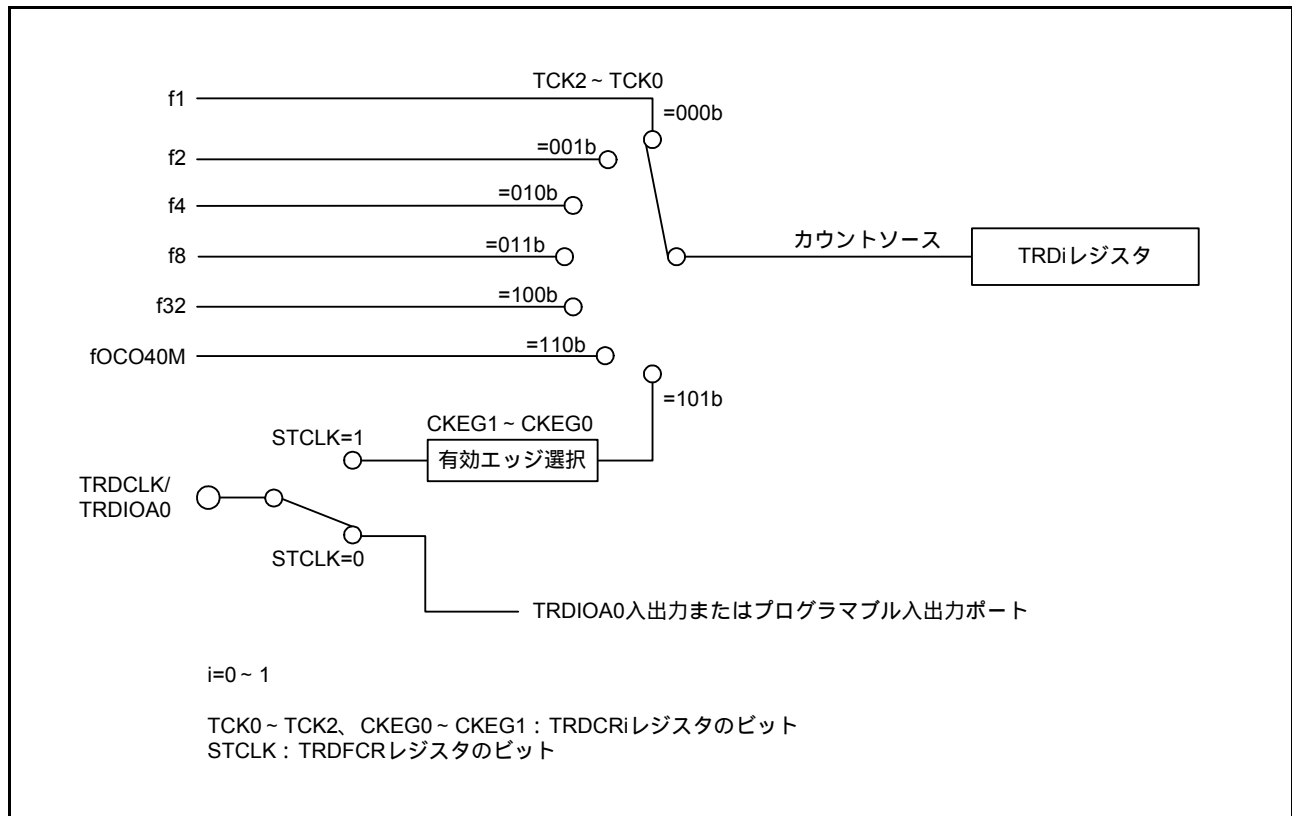 TCK2～TCK0
f1
=000b
f2
=001b
f4
=010b
f8
=011b
カウントソース
TRDiレジスタ
f32
=100b
fOCO40M
=110b
=101b
CKEG1～CKEG0
STCLK=1
有効エッジ選択
TRDCLK/
TRDIOA0
STCLK=0
TRDIOA0入出力またはプログラマブル入出力ポート
i=0～1
TCK0～TCK2、CKEG0～CKEG1：TRDCRiレジスタのビット
STCLK：TRDFCRレジスタのビット